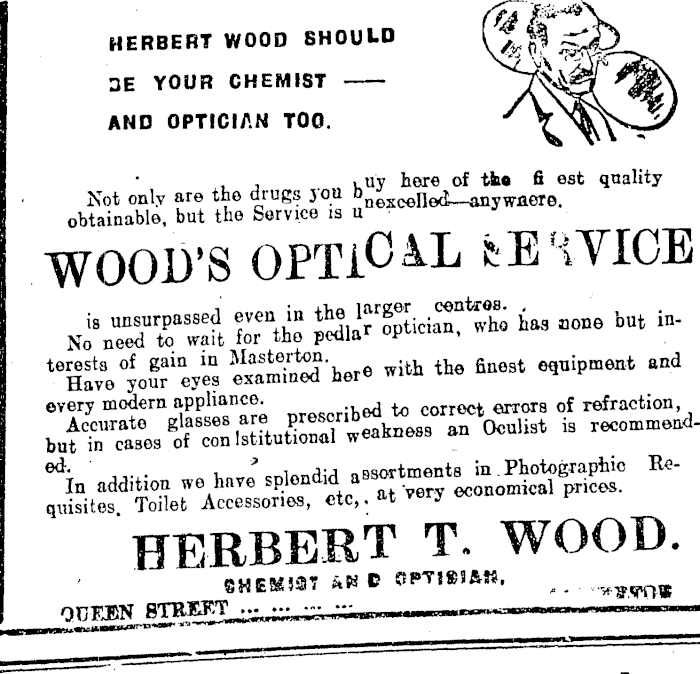 HERBERT WOOD SHOULD
BE YOUR CHEMIST —
AND OPTICIAN TOO.
Not only are the drugs you buy here of the fi est quality
obtainable, but the Service is unexcelled—anywhere.
WOOD'S OPTICAL SERVICE
is unsurpassed even in the larger centres.
No need to wait for the pedlar optician, who has none but in-
terests of gain in Masterton.
Have your eyes examined here with the finest equipment and
every modern appliance.
Accurate glasses are prescribed to correct errors of refraction,
but in cases of con stitutional weakness an Oculist is recommend-
ed.
In addition we have splendid assortments in Photographic Re-
quisites, Toilet Accessories, etc,. at very economical prices.
HERBERT T. WOOD.
CHEMIST AND OPTICIAN,
QUEEN STREET ... ... ... ...